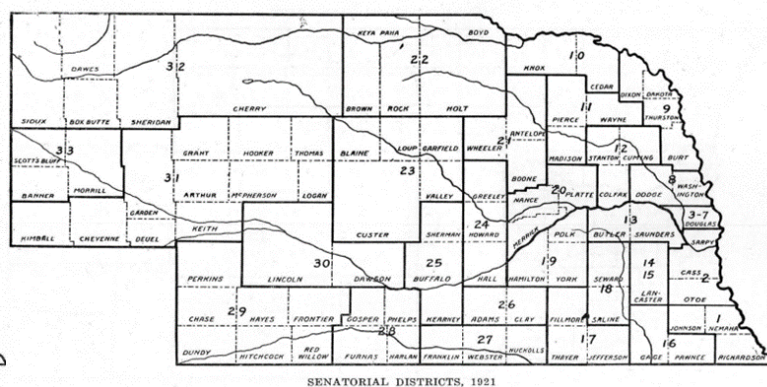 KEYA PAHA BOYD
DAWES 32 22 KNOX 10
CEDAR DIXON DAKOTA
SIOUX BOX BUTTE SHERIDAN CHERRY BROWN ROCK HOLT PIERCE 11 WAYNE 9 THURSTON
33 SCOTTS BLUFF GRANT HOOKER THOMAS BLAINE LOUP GARFIELD WHEELER 21 ANTELOPE MADISON STANTON 12 CUMING BURT
BANNER MORRILL 31 ARTHUR MCPHERSON LOGAN 23 VALLEY GREELEY BOONE NANCE 20 PLATTE COLFAX DODGE 8 WASHINGTON
KIMBALL CHEYENNE GARDEN DEUEL KEITH CUSTER SHERMAN 24 HOWARD MERRICK POLK BUTLER 13 SAUNDERS 3-7 DOUGLAS SARPY
PERKINS LINCOLN 30 DAWSON 25 BUFFALO HALL HAMILTON 19 YORK SEWARD 18 14 15 LANCASTER CASS 2 OTOE
CHASE 29 HAYES FRONTIER GOSPER PHELPS KEARNEY ADAMS 26 CLAY FILLMORE SALINE JOHNSON 1 NEMAHA
DUNDY HITCHCOCK RED WILLOW FURNAS 28 HARLAN FRANKLIN 27 WEBSTER NUCKOLLS THAYER 17 JEFFERSON GAGE 16 PAWNEE RICHARDSON
SENATORIAL DISTRICTS, 1921